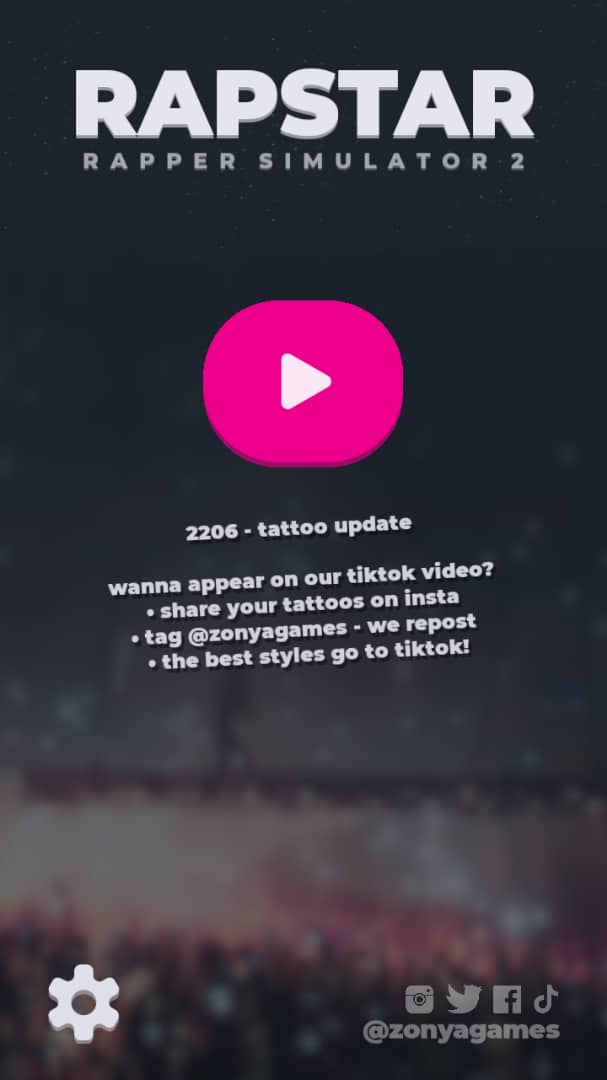 RAPSTAR
RAPPER SIMULATOR 2
2206 - tattoo update
wanna appear on our tiktok video?
• share your tattoos on insta
• tag @zonyagames - we repost
• the best styles go to tiktok!
@zonyagames